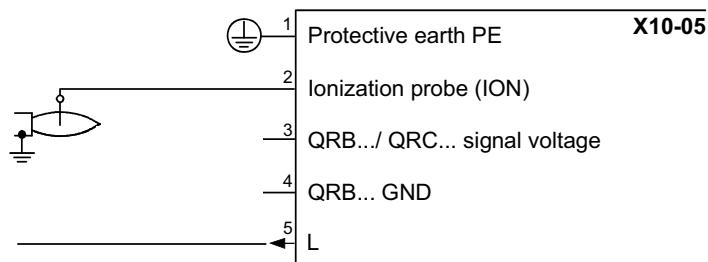 X10-05
1 Protective earth PE
2 Ionization probe (ION)
3 QRB.../ QRC... signal voltage
4 QRB... GND
5 L